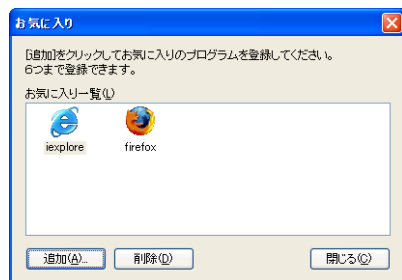 お気に入り
[追加]をクリックしてお気に入りのプログラムを登録してください。
6つまで登録できます。
お気に入り一覧(L)
iexplore firefox
追加(A)... 削除(D) 閉じる(C)